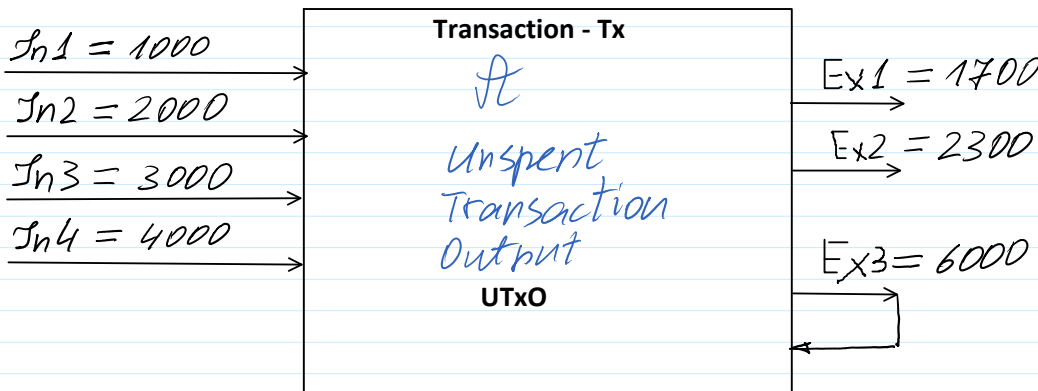 Transaction - Tx
In1 = 1000
In2 = 2000
In3 = 3000
In4 = 4000
Unspent
Transaction
Output
UTxO
Ex1 = 1700
Ex2 = 2300
Ex3 = 6000